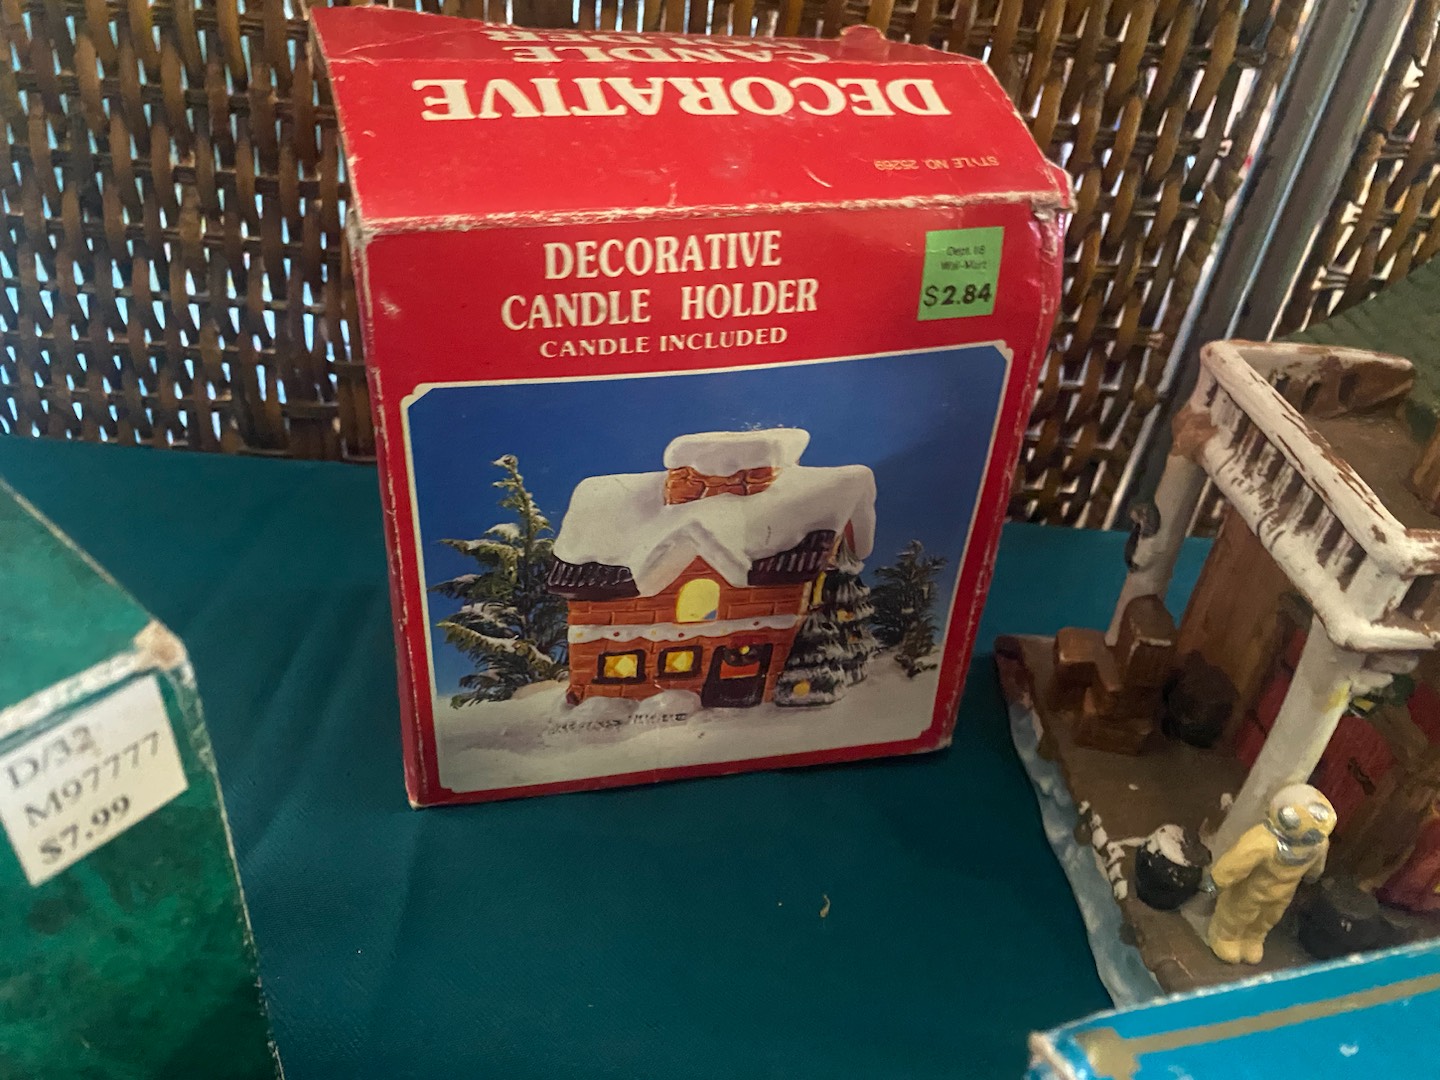 CANDLE HOLDER
DECORATIVE
STYLE NO. 25269
DECORATIVE
CANDLE HOLDER
CANDLE INCLUDED
Dept. 18
Wal-Mart
$2.84
D/32
M97777
$7.99